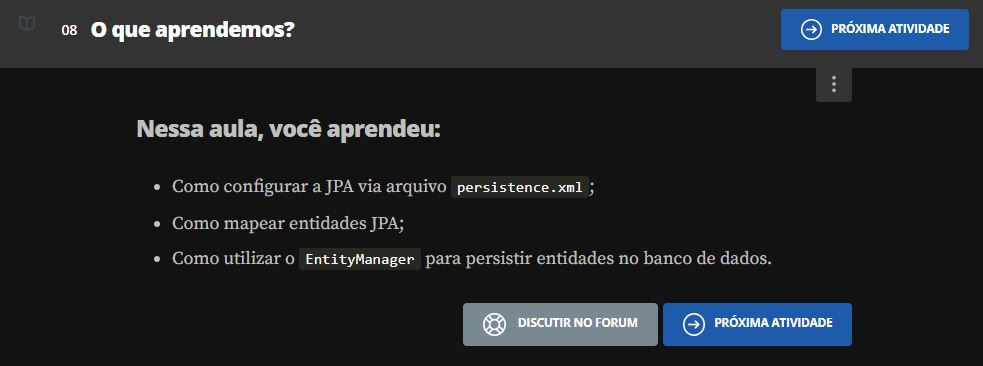 08 O que aprendemos?
PRÓXIMA ATIVIDADE
Nessa aula, você aprendeu:
• Como configurar a JPA via arquivo persistence.xml;
• Como mapear entidades JPA;
• Como utilizar o EntityManager para persistir entidades no banco de dados.
DISCUTIR NO FORUM
PRÓXIMA ATIVIDADE